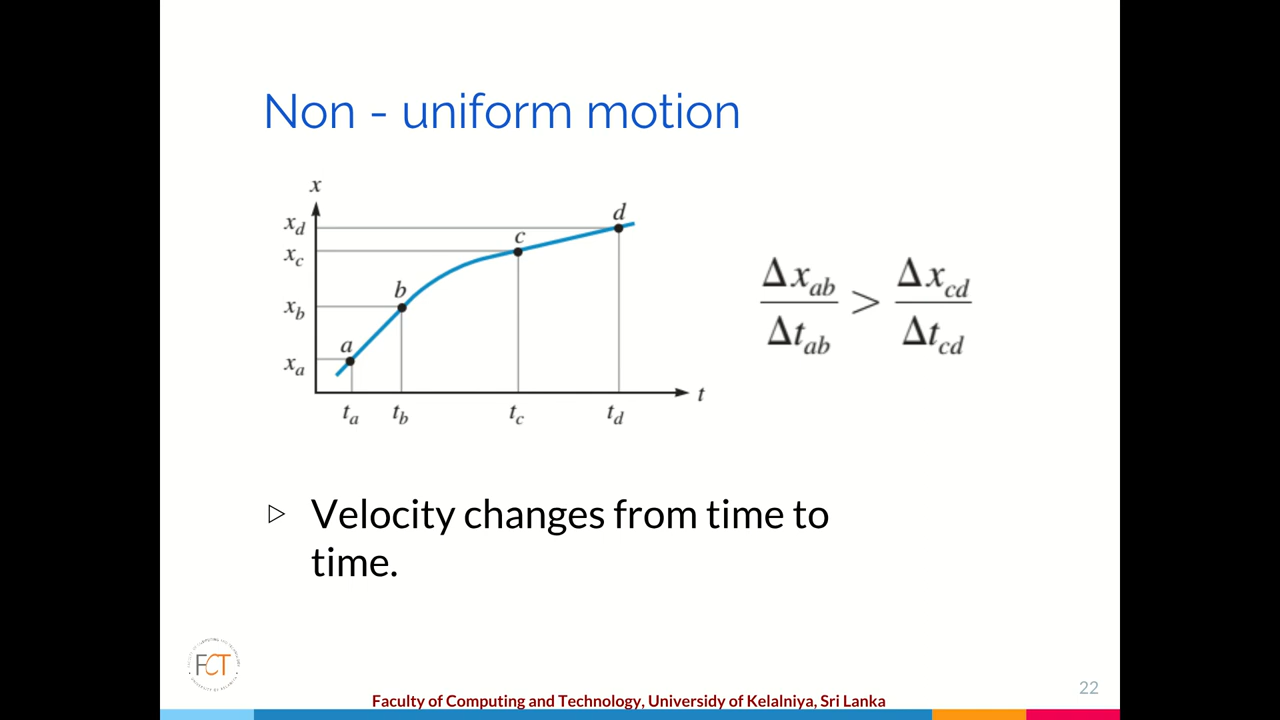 Non - uniform motion
x
x_d
x_c
x_b
x_a
a
b
c
d
t_a t_b t_c t_d
t
Δx_ab / Δt_ab > Δx_cd / Δt_cd
▷ Velocity changes from time to
time.
FCT
22
Faculty of Computing and Technology, Universidy of Kelalniya, Sri Lanka